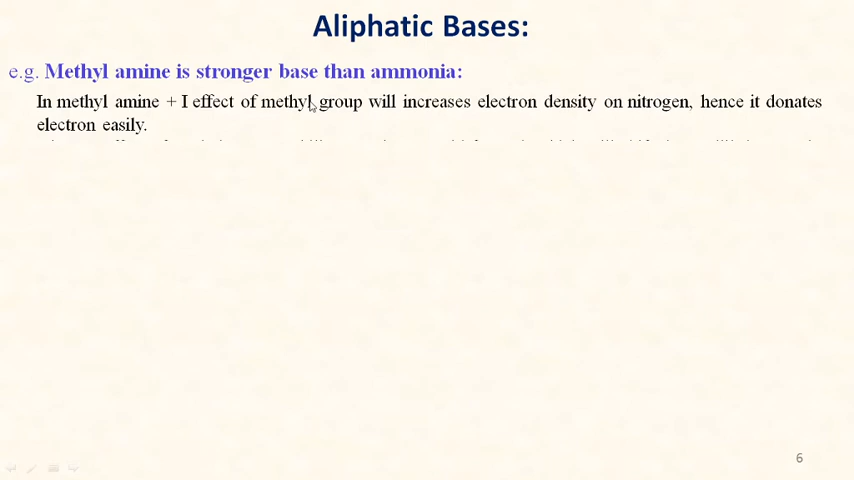 Aliphatic Bases:
e.g. Methyl amine is stronger base than ammonia:
In methyl amine + I effect of methyl group will increases electron density on nitrogen, hence it donates
electron easily.
6